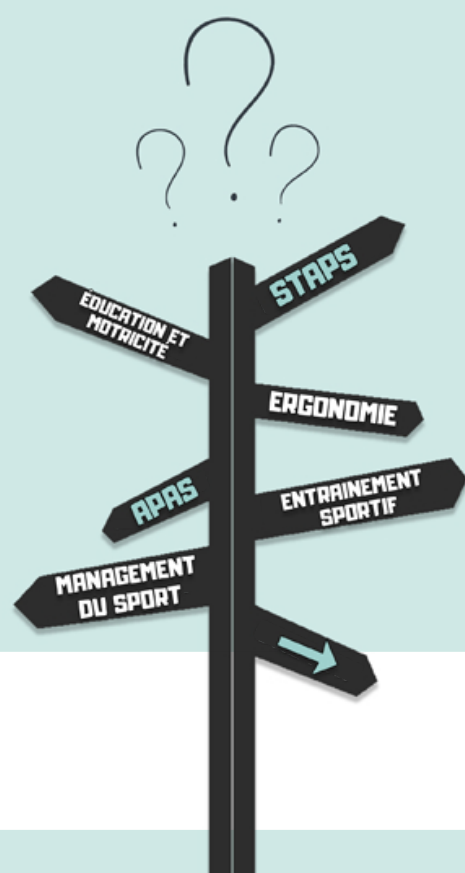 ?
? ?
STAPS
ÉDUCATION ET
MOTRICITÉ
ERGONOMIE
APAS
ENTRAINEMENT
SPORTIF
MANAGEMENT
DU SPORT